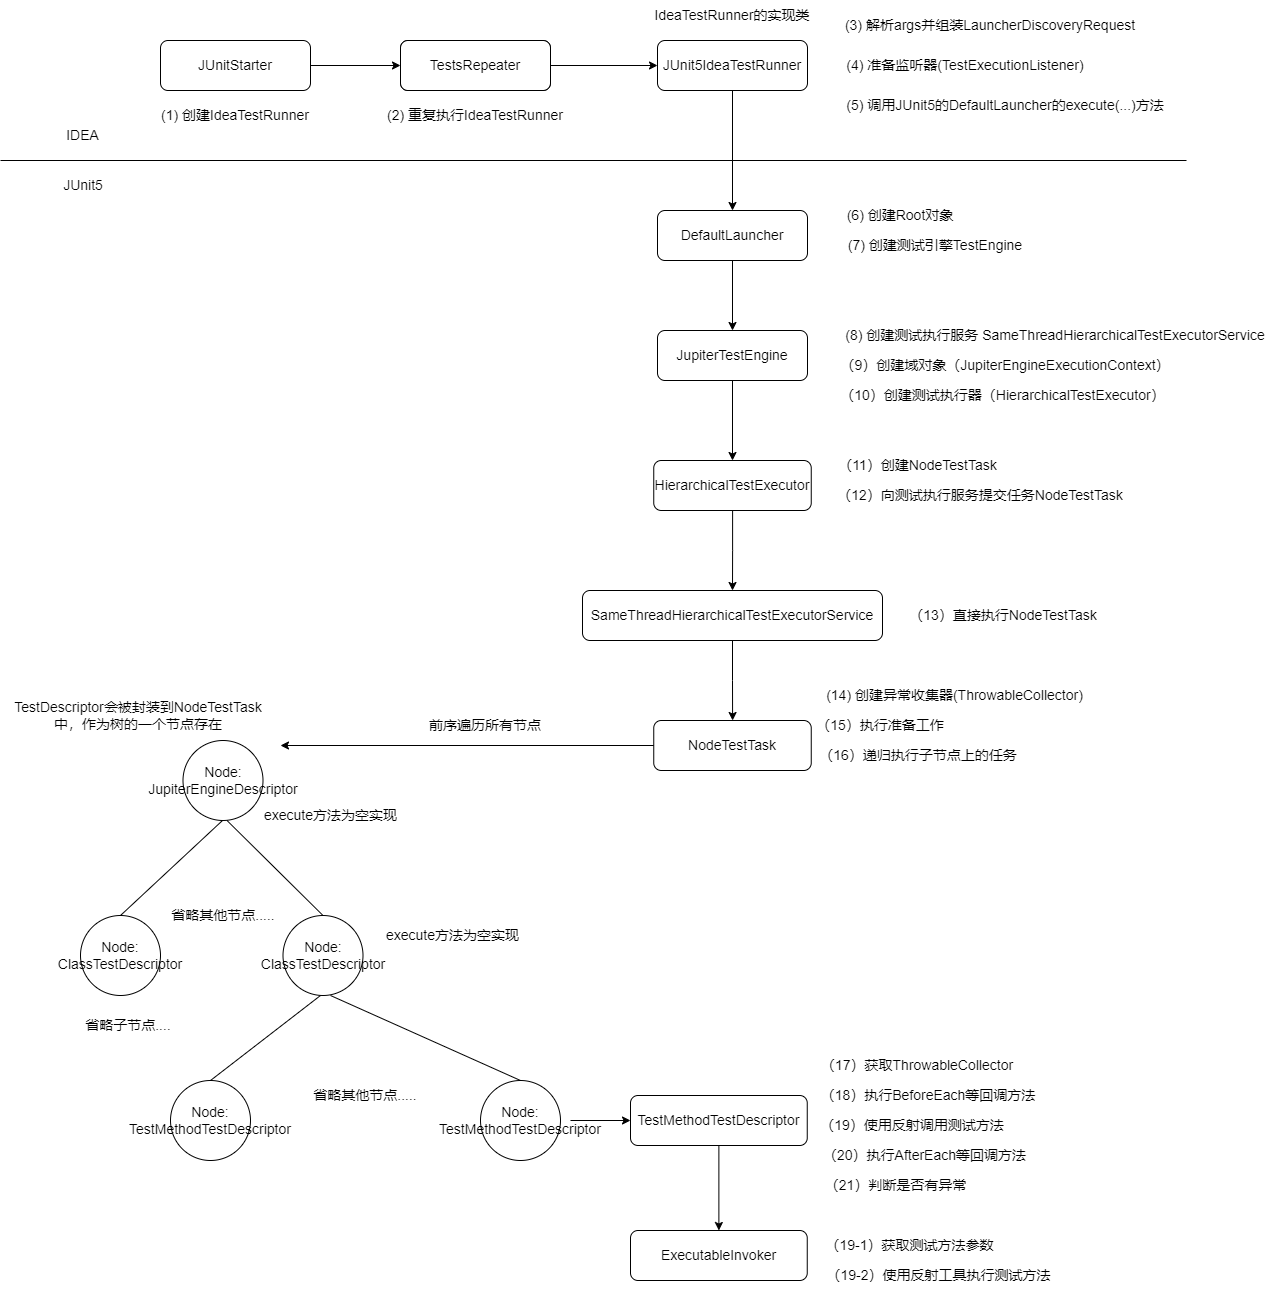 IdeaTestRunner的实现类
(3) 解析args并组装LauncherDiscoveryRequest
JUnitStarter
TestsRepeater
JUnit5IdeaTestRunner
(4) 准备监听器(TestExecutionListener)
(1) 创建IdeaTestRunner
(2) 重复执行IdeaTestRunner
(5) 调用JUnit5的DefaultLauncher的execute(...)方法
IDEA
JUnit5
DefaultLauncher
(6) 创建Root对象
(7) 创建测试引擎TestEngine
JupiterTestEngine
(8) 创建测试执行服务 SameThreadHierarchicalTestExecutorService
（9）创建域对象（JupiterEngineExecutionContext）
（10）创建测试执行器（HierarchicalTestExecutor）
HierarchicalTestExecutor
（11）创建NodeTestTask
（12）向测试执行服务提交任务NodeTestTask
SameThreadHierarchicalTestExecutorService
（13）直接执行NodeTestTask
TestDescriptor会被封装到NodeTestTask
中，作为树的一个节点存在
前序遍历所有节点
NodeTestTask
（14) 创建异常收集器(ThrowableCollector)
（15）执行准备工作
（16）递归执行子节点上的任务
Node:
JupiterEngineDescriptor
execute方法为空实现
省略其他节点.....
Node:
ClassTestDescriptor
Node:
ClassTestDescriptor
execute方法为空实现
省略子节点....
省略其他节点.....
Node:
TestMethodTestDescriptor
Node:
TestMethodTestDescriptor
TestMethodTestDescriptor
（17）获取ThrowableCollector
（18）执行BeforeEach等回调方法
（19）使用反射调用测试方法
（20）执行AfterEach等回调方法
（21）判断是否有异常
ExecutableInvoker
（19-1）获取测试方法参数
（19-2）使用反射工具执行测试方法